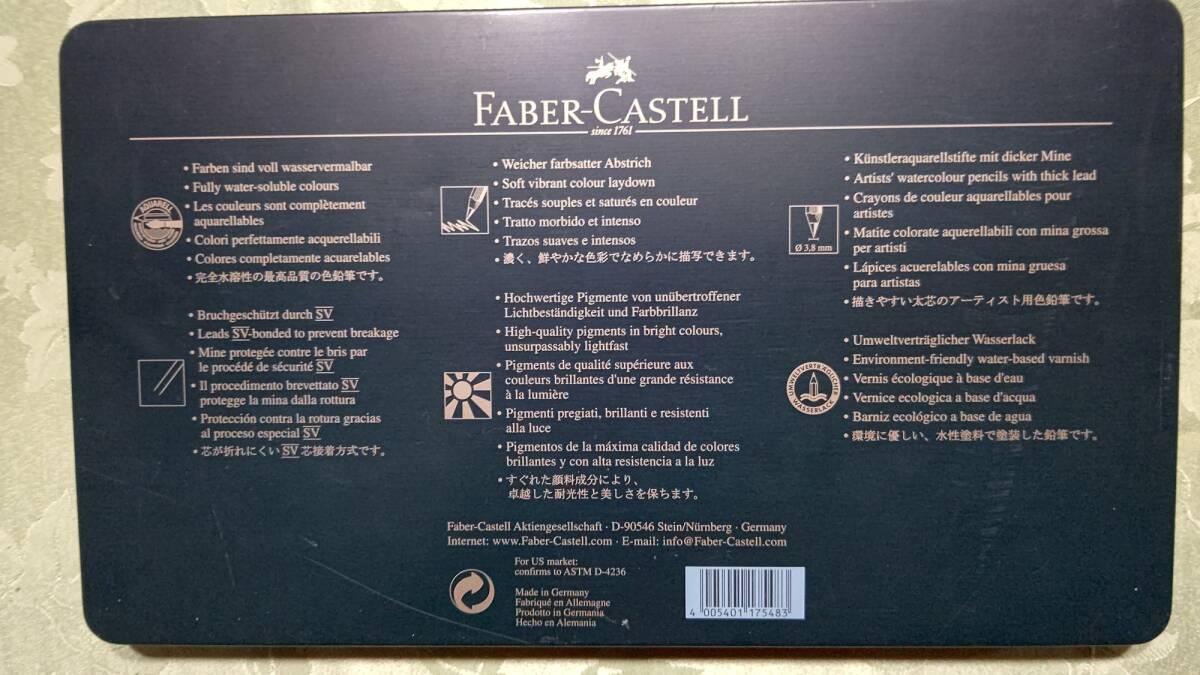 FABER-CASTELL
since 1761
AQUARELL
• Farben sind voll wasservermalbar
• Fully water-soluble colours
• Les couleurs sont complètement
aquarellables
• Colori perfettamente acquerellabili
• Colores completamente acuarelables
• 完全水溶性の最高品質の色鉛筆です。
• Bruchgeschützt durch SV
• Leads SV-bonded to prevent breakage
• Mine protegée contre le bris par
le procédé de sécurité SV
• Il procedimento brevettato SV
protegge la mina dalla rottura
• Protección contra la rotura gracias
al proceso especial SV
• 芯が折れにくい SV 芯接着方式です。
• Weicher farbsatter Abstrich
• Soft vibrant colour laydown
• Tracés souples et saturés en couleur
• Tratto morbido et intenso
• Trazos suaves e intensos
• 濃く、鮮やかな色彩でなめらかに描写できます。
• Hochwertige Pigmente von unübertroffener
Lichtbeständigkeit und Farbbrillanz
• High-quality pigments in bright colours,
unsurpassably lightfast
• Pigments de qualité supérieure aux
couleurs brillantes d'une grande résistance
à la lumière
• Pigmenti pregiati, brillanti e resistenti
alla luce
• Pigmentos de la máxima calidad de colores
brillantes y con alta resistencia a la luz
• すぐれた顔料成分により、
卓越した耐光性と美しさを保ちます。
Ø 3,8 mm
• Künstleraquarellstifte mit dicker Mine
• Artists' watercolour pencils with thick lead
• Crayons de couleur aquarellables pour
artistes
• Matite colorate aquerellabili con mina grossa
per artisti
• Lápices acuerelables con mina gruesa
para artistas
• 描きやすい太芯のアーティスト用色鉛筆です。
UMWELTVERTRÄGLICHER WASSERLACK
• Umweltverträglicher Wasserlack
• Environment-friendly water-based varnish
• Vernis écologique à base d'eau
• Vernice ecologica a base d'acqua
• Barniz ecológico a base de agua
• 環境に優しい、水性塗料で塗装した鉛筆です。
Faber-Castell Aktiengesellschaft · D-90546 Stein/Nürnberg · Germany
Internet: www.Faber-Castell.com · E-mail: info@Faber-Castell.com
For US market:
confirms to ASTM D-4236
Made in Germany
Fabriqué en Allemagne
Prodotto in Germania
Hecho en Alemania
4 005401 175483